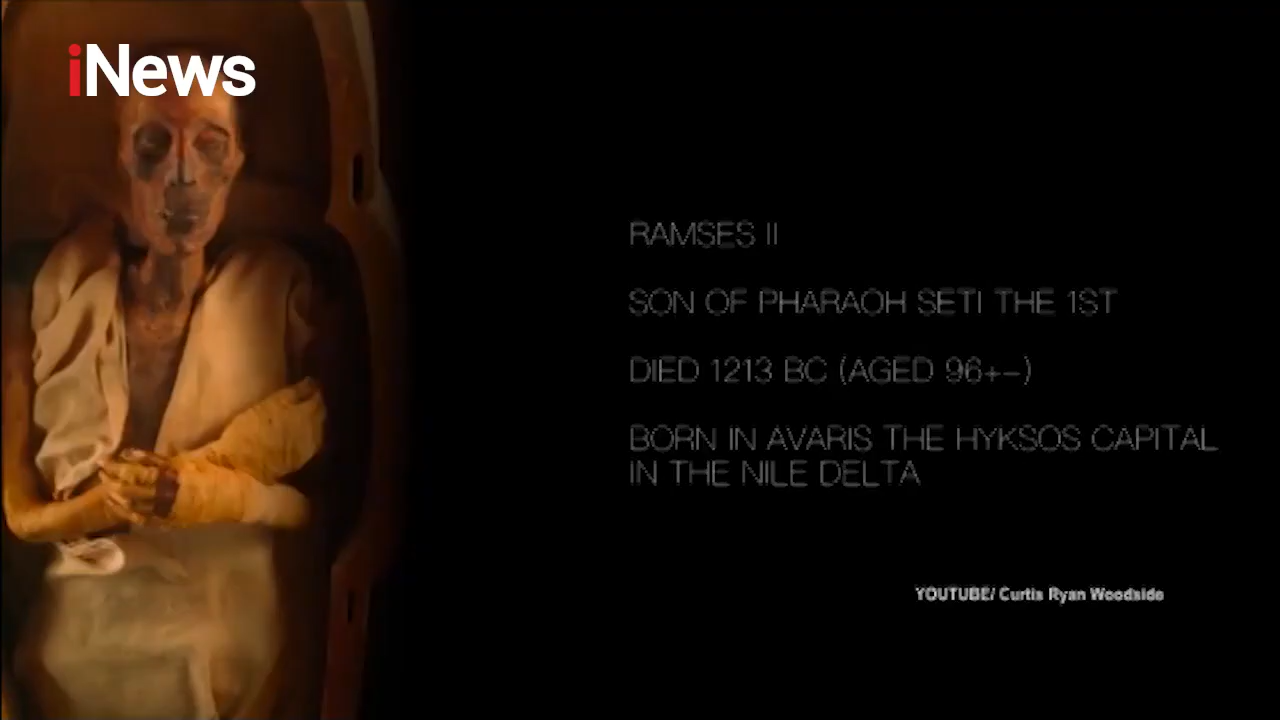 iNews
RAMSES II
SON OF PHARAOH SETI THE 1ST
DIED 1213 BC (AGED 96+–)
BORN IN AVARIS THE HYKSOS CAPITAL
IN THE NILE DELTA
YOUTUBE/ Curtis Ryan Woodside